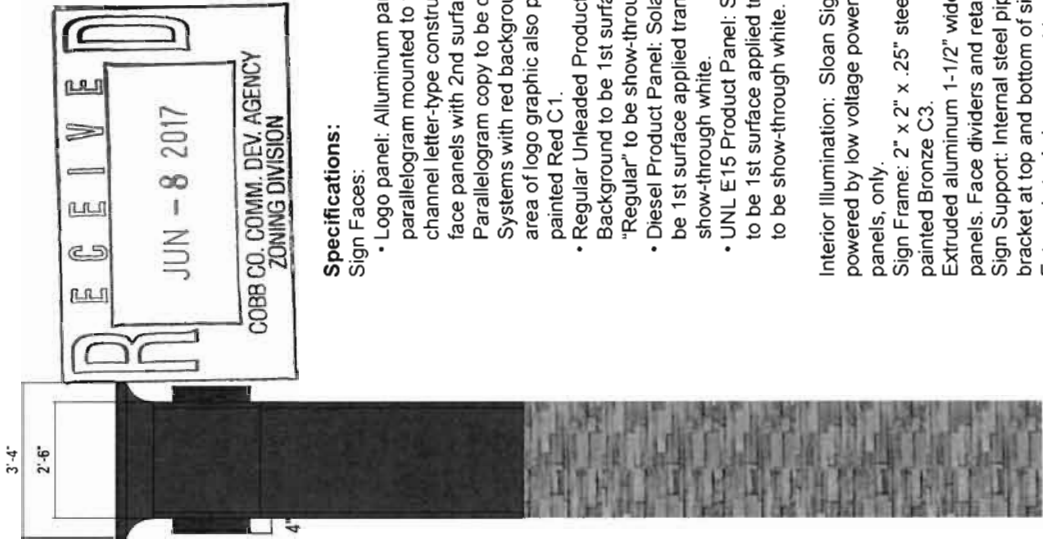 3'-4"
2'-6"
4"
RECEIVED
JUN - 8 2017
COBB CO. COMM. DEV. AGENCY
ZONING DIVISION
Specifications:
Sign Faces:
• Logo panel: Alluminum pa
parallelogram mounted to
channel letter-type constru
face panels with 2nd surfa
Parallelogram copy to be
Systems with red backgrou
area of logo graphic also p
painted Red C1.
• Regular Unleaded Product
Background to be 1st surfa
"Regular" to be show-throu
• Diesel Product Panel: Sola
be 1st surface applied tran
show-through white.
• UNL E15 Product Panel: S
to be 1st surface applied t
to be show-through white.
Interior Illumination: Sloan Sig
powered by low voltage power
panels, only.
Sign Frame: 2" x 2" x .25" stee
painted Bronze C3.
Extruded aluminum 1-1/2" wide
panels. Face dividers and reta
Sign Support: Internal steel pip
bracket at top and bottom of si